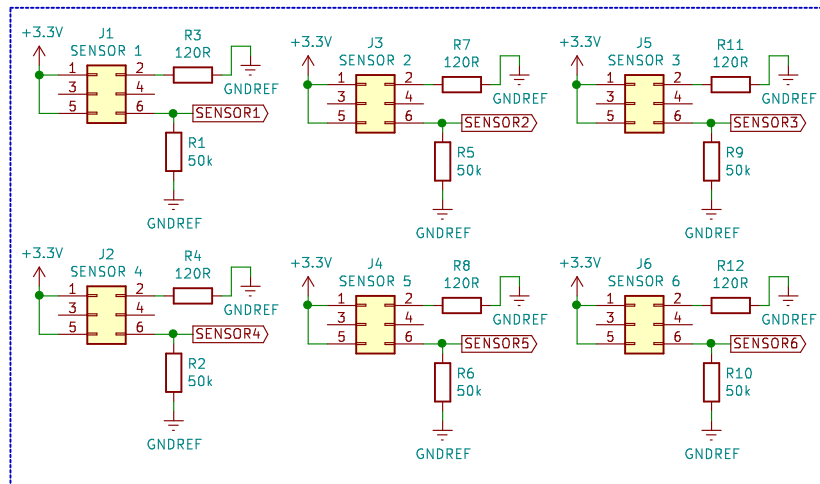 +3.3V
J1
SENSOR 1
R3
120R
1
2
3
4
5
6
GNDREF
SENSOR1
R1
50k
GNDREF
+3.3V
J3
SENSOR 2
R7
120R
1
2
3
4
5
6
GNDREF
SENSOR2
R5
50k
GNDREF
+3.3V
J5
SENSOR 3
R11
120R
1
2
3
4
5
6
GNDREF
SENSOR3
R9
50k
GNDREF
+3.3V
J2
SENSOR 4
R4
120R
1
2
3
4
5
6
GNDREF
SENSOR4
R2
50k
GNDREF
+3.3V
J4
SENSOR 5
R8
120R
1
2
3
4
5
6
GNDREF
SENSOR5
R6
50k
GNDREF
+3.3V
J6
SENSOR 6
R12
120R
1
2
3
4
5
6
GNDREF
SENSOR6
R10
50k
GNDREF